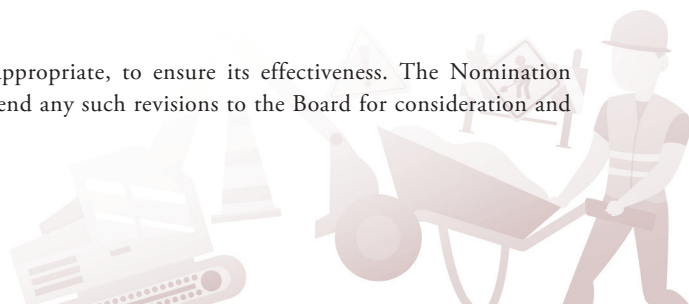 appropriate, to ensure its effectiveness. The Nomination
end any such revisions to the Board for consideration and